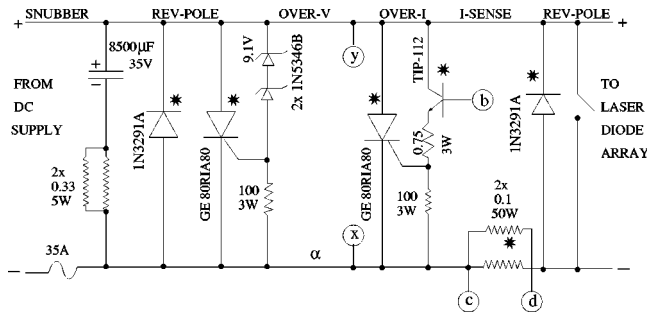 SNUBBER REV-POLE OVER-V OVER-I I-SENSE REV-POLE
+ +
8500µF
35V
+
−
FROM
DC
SUPPLY
1N3291A
GE 80RIA80
9.1V
2x 1N5346B
y
TIP-112
b
0.75
3W
GE 80RIA80
1N3291A
TO
LASER
DIODE
ARRAY
2x
0.33
5W
100
3W
100
3W
2x
0.1
50W
35A
α
x
− −
c d